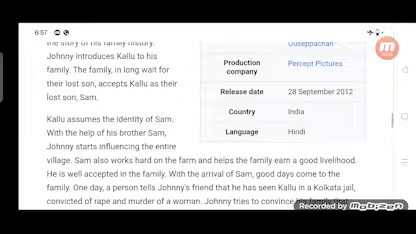 6:57
the story of his family history.
Johnny introduces Kallu to his
family. The family, in long wait for
their lost son, accepts Kallu as their
lost son, Sam.
Ouseppachan
Production
company
Percept Pictures
Release date
28 September 2012
Country
India
Language
Hindi
Kallu assumes the identity of Sam.
With the help of his brother Sam,
Johnny starts influencing the entire
village. Sam also works hard on the farm and helps the family earn a good livelihood.
He is well accepted in the family. With the arrival of Sam, good days come to the
family. One day, a person tells Johnny's friend that he has seen Kallu in a Kolkata jail,
convicted of rape and murder of a woman. Johnny tries to convince his family that
Recorded by
Mobizen